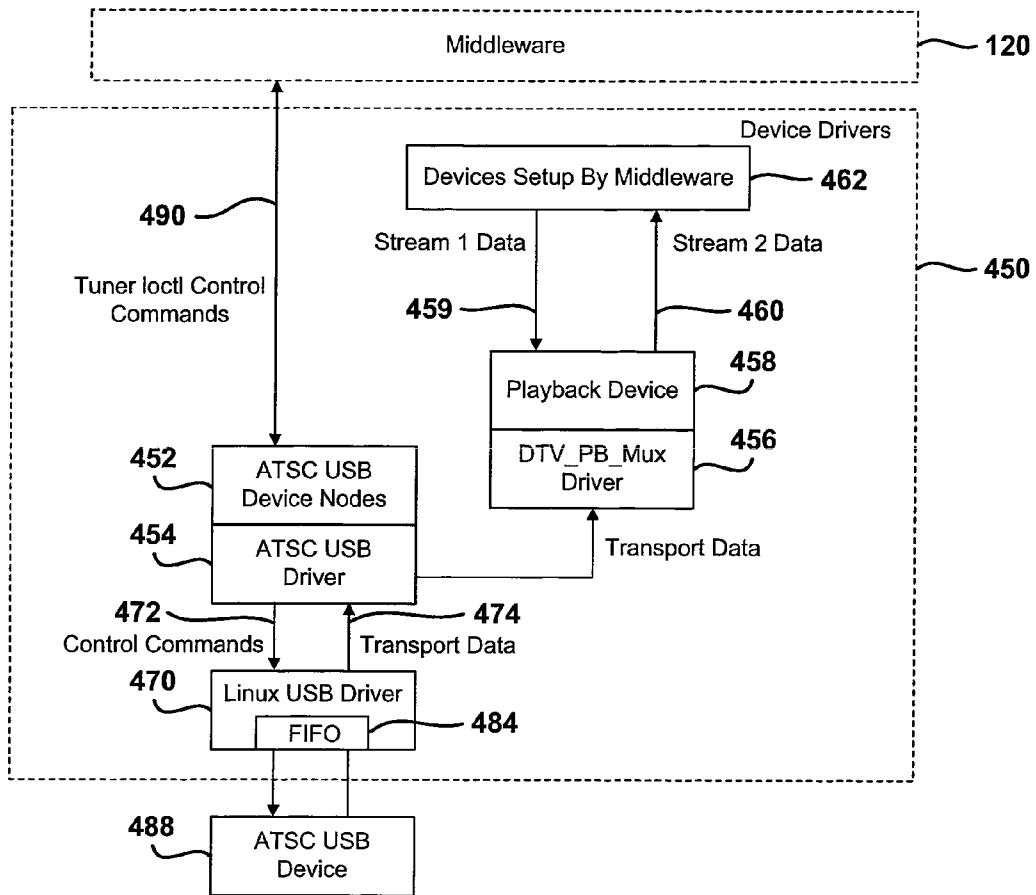 Middleware
120
Device Drivers
Devices Setup By Middleware
462
490
Stream 1 Data
Stream 2 Data
450
Tuner Ioctl Control
Commands
459
460
458
Playback Device
452
ATSC USB
Device Nodes
DTV_PB_Mux
Driver
456
454
ATSC USB
Driver
Transport Data
472
474
Control Commands
Transport Data
470
Linux USB Driver
484
FIFO
488
ATSC USB
Device